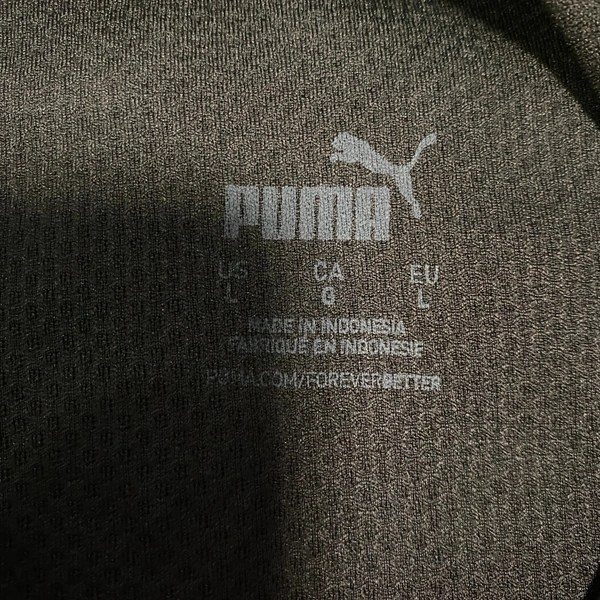 PUMA
US CA EU
L G L
MADE IN INDONESIA
FABRIQUE EN INDONESIE
PUMA.COM/FOREVERBETTER